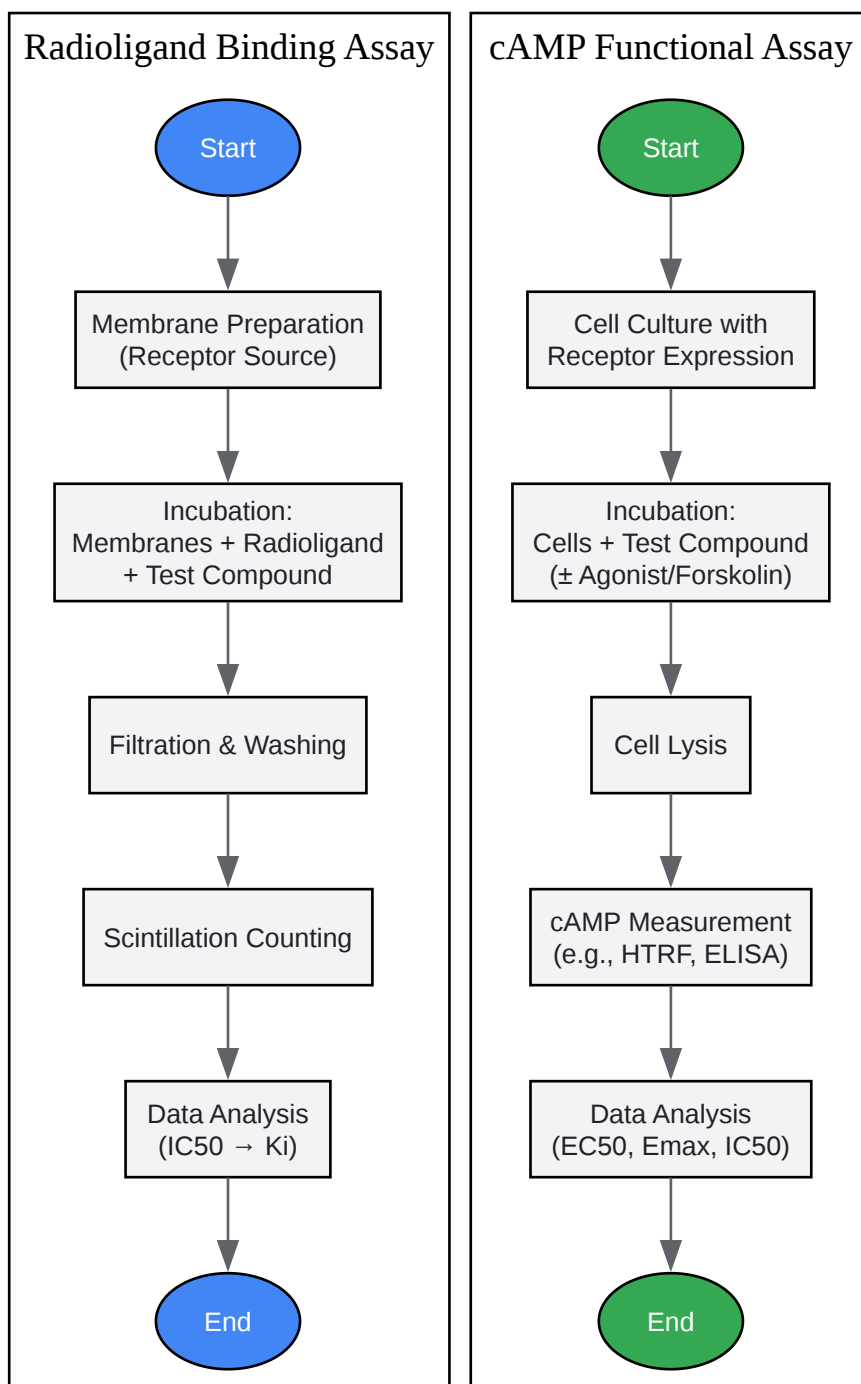 Radioligand Binding Assay
Start
Membrane Preparation
(Receptor Source)
Incubation:
Membranes + Radioligand
+ Test Compound
Filtration & Washing
Scintillation Counting
Data Analysis
(IC50 → Ki)
End
cAMP Functional Assay
Start
Cell Culture with
Receptor Expression
Incubation:
Cells + Test Compound
(± Agonist/Forskolin)
Cell Lysis
cAMP Measurement
(e.g., HTRF, ELISA)
Data Analysis
(EC50, Emax, IC50)
End